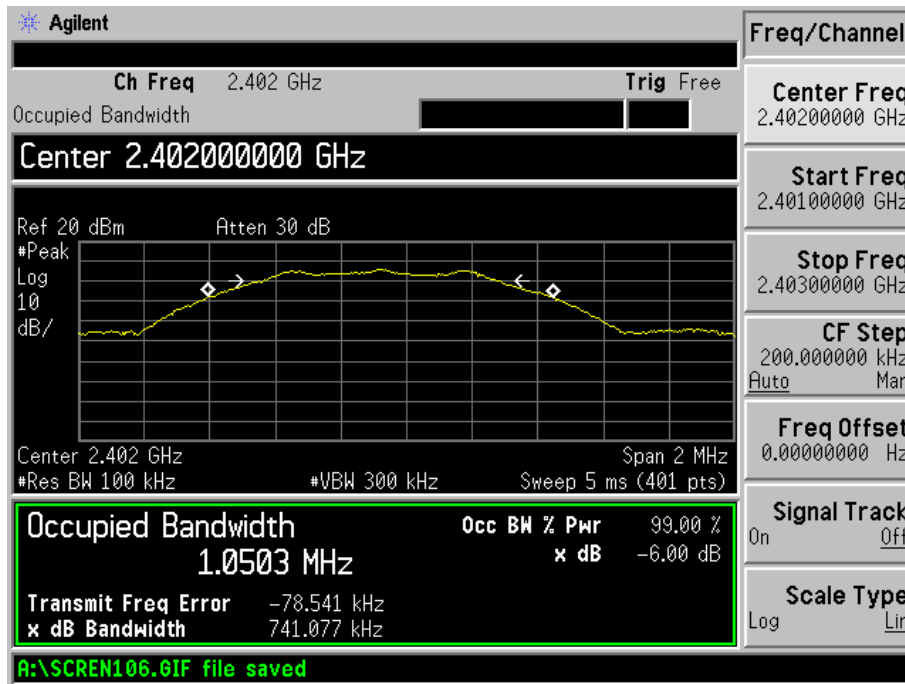 Agilent
Freq/Channel
Ch Freq 2.402 GHz Trig Free
Occupied Bandwidth
Center 2.402000000 GHz
Ref 20 dBm Atten 30 dB
#Peak
Log
10
dB/
Center 2.402 GHz Span 2 MHz
#Res BW 100 kHz #VBW 300 kHz Sweep 5 ms (401 pts)
Occupied Bandwidth
1.0503 MHz
Occ BW % Pwr 99.00 %
x dB -6.00 dB
Transmit Freq Error -78.541 kHz
x dB Bandwidth 741.077 kHz
A:\SCREN106.GIF file saved
Center Freq
2.40200000 GHz
Start Freq
2.40100000 GHz
Stop Freq
2.40300000 GHz
CF Step
200.000000 kHz
Auto Man
Freq Offset
0.00000000 Hz
Signal Track
On Off
Scale Type
Log Lin